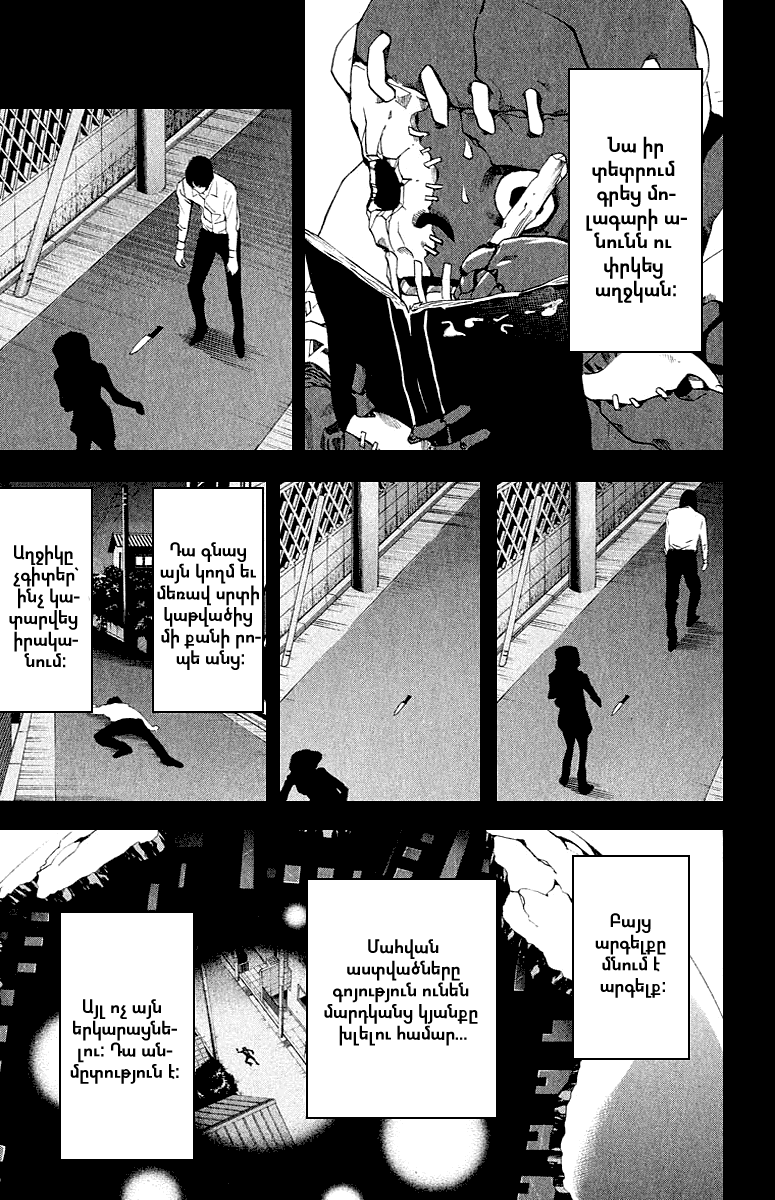 Նա իր
տետրում
գրեց մո-
լագարի ա-
նունն ու
փրկեց
աղջկան:
Դա գնաց
այն կողմ եւ
մեռավ սրտի
կաթվածից
մի քանի րո-
պե անց:
Աղջիկը
չգիտեր՝
ինչ կա-
տարվեց
իրակա-
նում:
Բայց
արգելքը
մնում է
արգելք:
Մահվան
աստվածները
գոյություն ունեն
մարդկանց կյանքը
խլելու համար...
Այլ ոչ այն
երկարացնե-
լու: Դա ան-
մըտություն է: